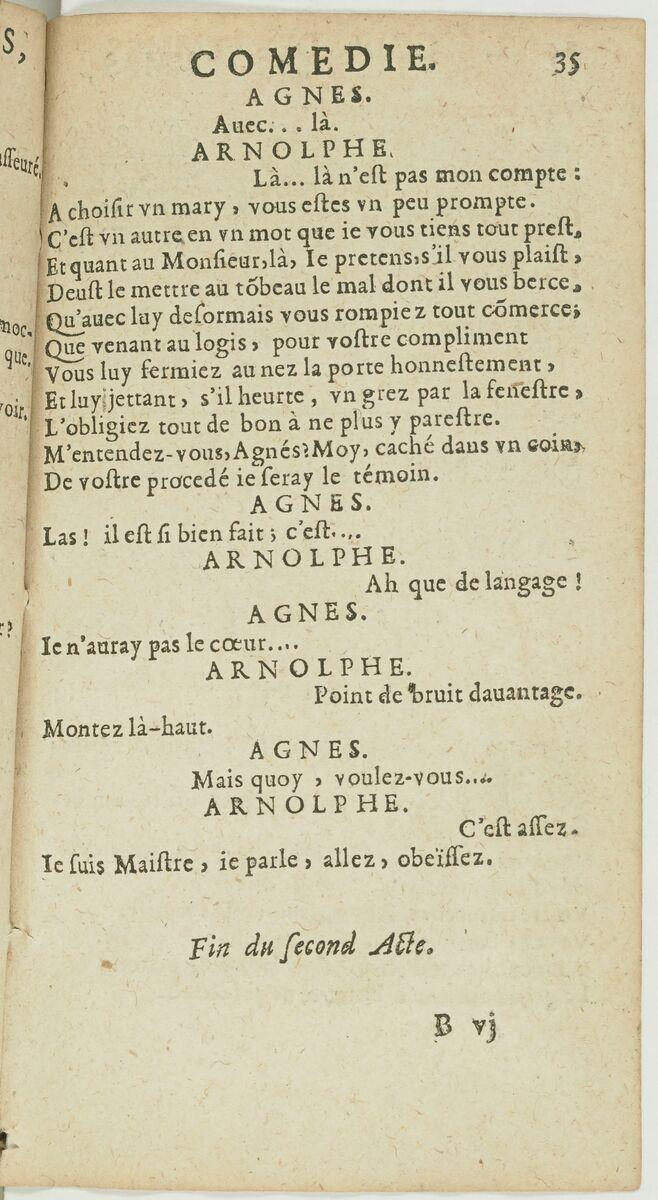 S,
COMEDIE. 35
AGNES.
Auec... là.
ARNOLPHE.
Là... là n'est pas mon compte :
A choisir vn mary, vous estes vn peu prompte.
C'est vn autre en vn mot que ie vous tiens tout prest,
Et quant au Monsieur, là, Ie pretens, s'il vous plaist,
Deust le mettre au tõbeau le mal dont il vous berce,
Qu'auec luy desormais vous rompiez tout cõmerce;
Que venant au logis, pour vostre compliment
Vous luy fermiez au nez la porte honnestement,
Et luy jettant, s'il heurte, vn grez par la fenestre,
L'obligiez tout de bon à ne plus y parestre.
M'entendez-vous, Agnés? Moy, caché dans vn coin,
De vostre procedé ie seray le témoin.
AGNES.
Las! il est si bien fait; c'est....
ARNOLPHE.
Ah que de langage !
AGNES.
Ie n'auray pas le cœur....
ARNOLPHE.
Point de bruit dauantage.
Montez là-haut.
AGNES.
Mais quoy, voulez-vous....
ARNOLPHE.
C'est assez.
Ie suis Maistre, ie parle, allez, obeïssez.
Fin du second Acte.
B vj